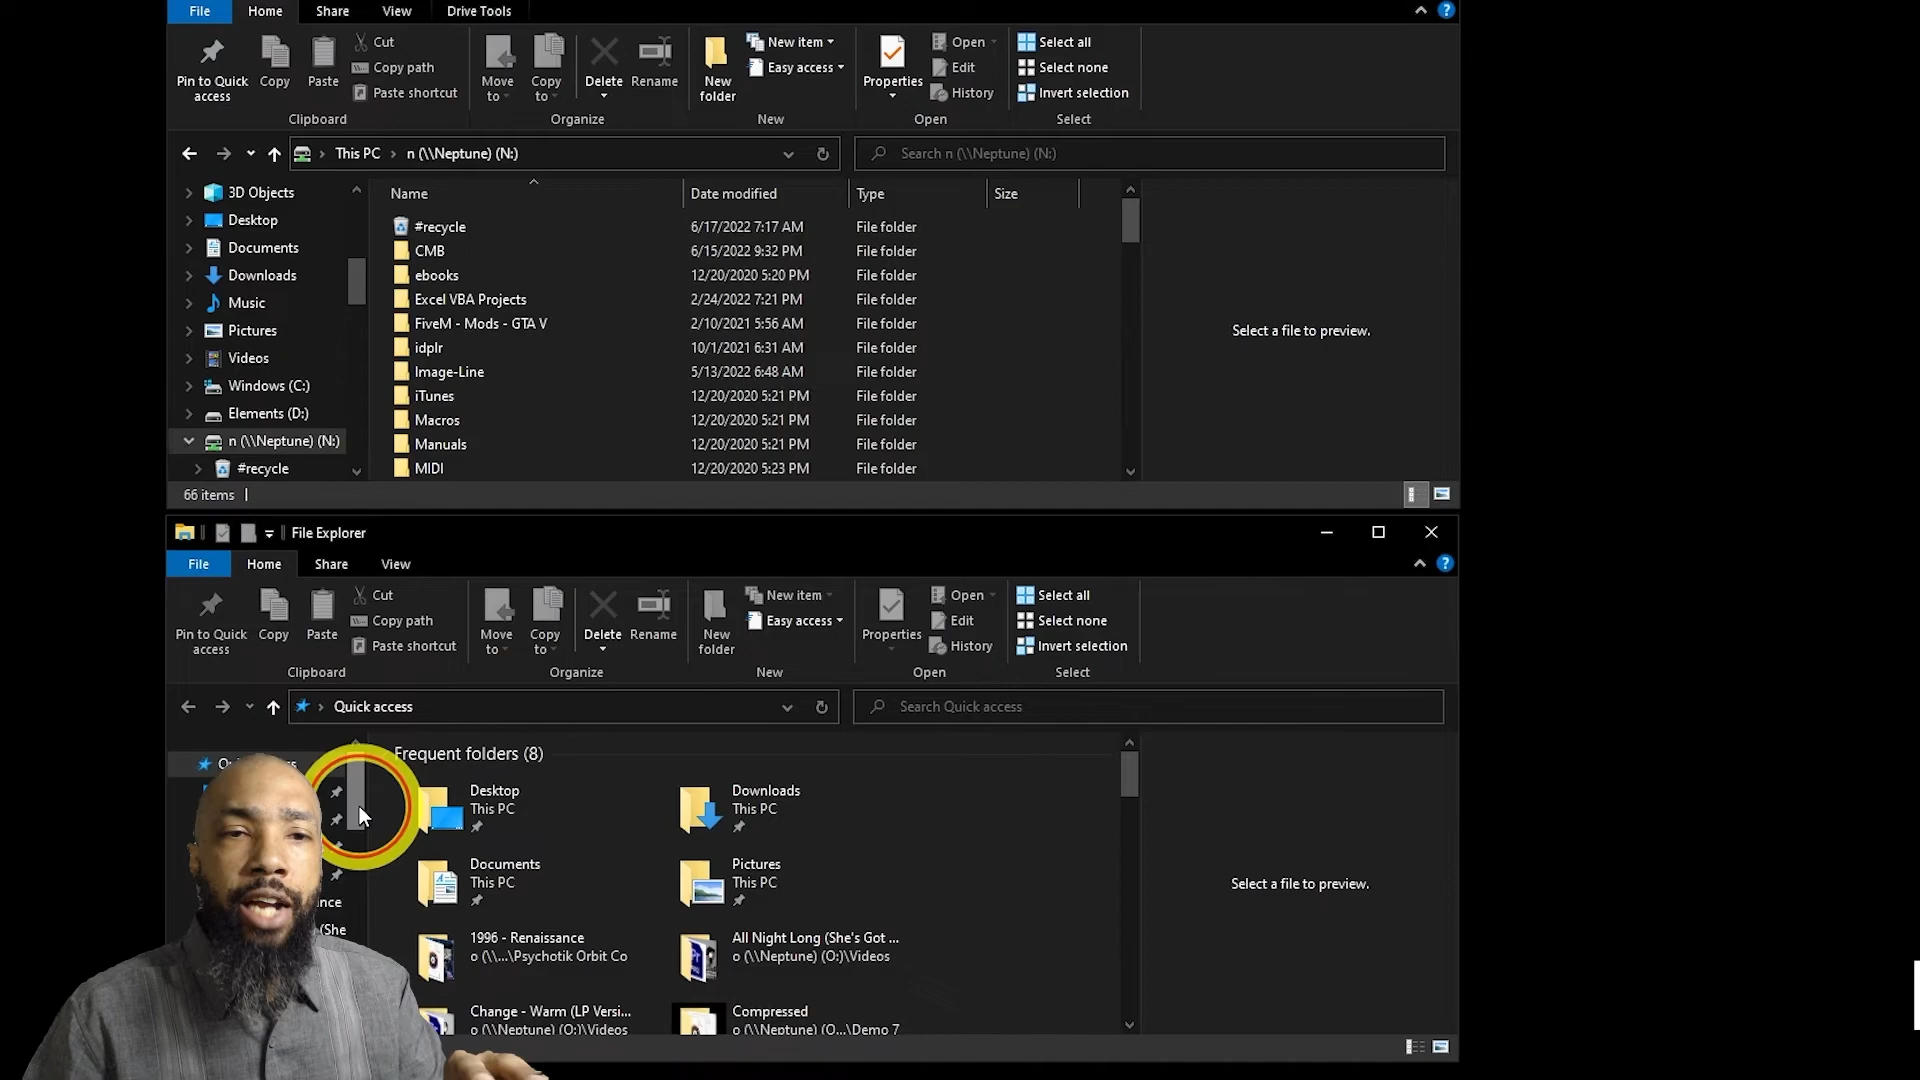 File Home Share View Drive Tools
Pin to Quick access
Copy
Paste
Cut
Copy path
Paste shortcut
Clipboard
Move to
Copy to
Delete
Rename
Organize
New folder
New item
Easy access
New
Properties
Open
Edit
History
Open
Select all
Select none
Invert selection
Select
This PC › n (\\Neptune) (N:)
Search n (\\Neptune) (N:)
3D Objects
Desktop
Documents
Downloads
Music
Pictures
Videos
Windows (C:)
Elements (D:)
n (\\Neptune) (N:)
#recycle
Name Date modified Type Size
#recycle 6/17/2022 7:17 AM File folder
CMB 6/15/2022 9:32 PM File folder
ebooks 12/20/2020 5:20 PM File folder
Excel VBA Projects 2/24/2022 7:21 PM File folder
FiveM - Mods - GTA V 2/10/2021 5:56 AM File folder
idplr 10/1/2021 6:31 AM File folder
Image-Line 5/13/2022 6:48 AM File folder
iTunes 12/20/2020 5:21 PM File folder
Macros 12/20/2020 5:21 PM File folder
Manuals 12/20/2020 5:21 PM File folder
MIDI 12/20/2020 5:23 PM File folder
Select a file to preview.
66 items
File Explorer
File Home Share View
Pin to Quick access
Copy
Paste
Cut
Copy path
Paste shortcut
Clipboard
Move to
Copy to
Delete
Rename
Organize
New folder
New item
Easy access
New
Properties
Open
Edit
History
Open
Select all
Select none
Invert selection
Select
Quick access
Search Quick access
nce
(She
Frequent folders (8)
Desktop
This PC
Downloads
This PC
Documents
This PC
Pictures
This PC
1996 - Renaissance
o (\\...\Psychotik Orbit Co
All Night Long (She's Got ...
o (\\Neptune) (O:)\Videos
Change - Warm (LP Versi...
o (\\Neptune) (O:)\Videos
Compressed
o (\\Neptune) (O...\Demo 7
Select a file to preview.